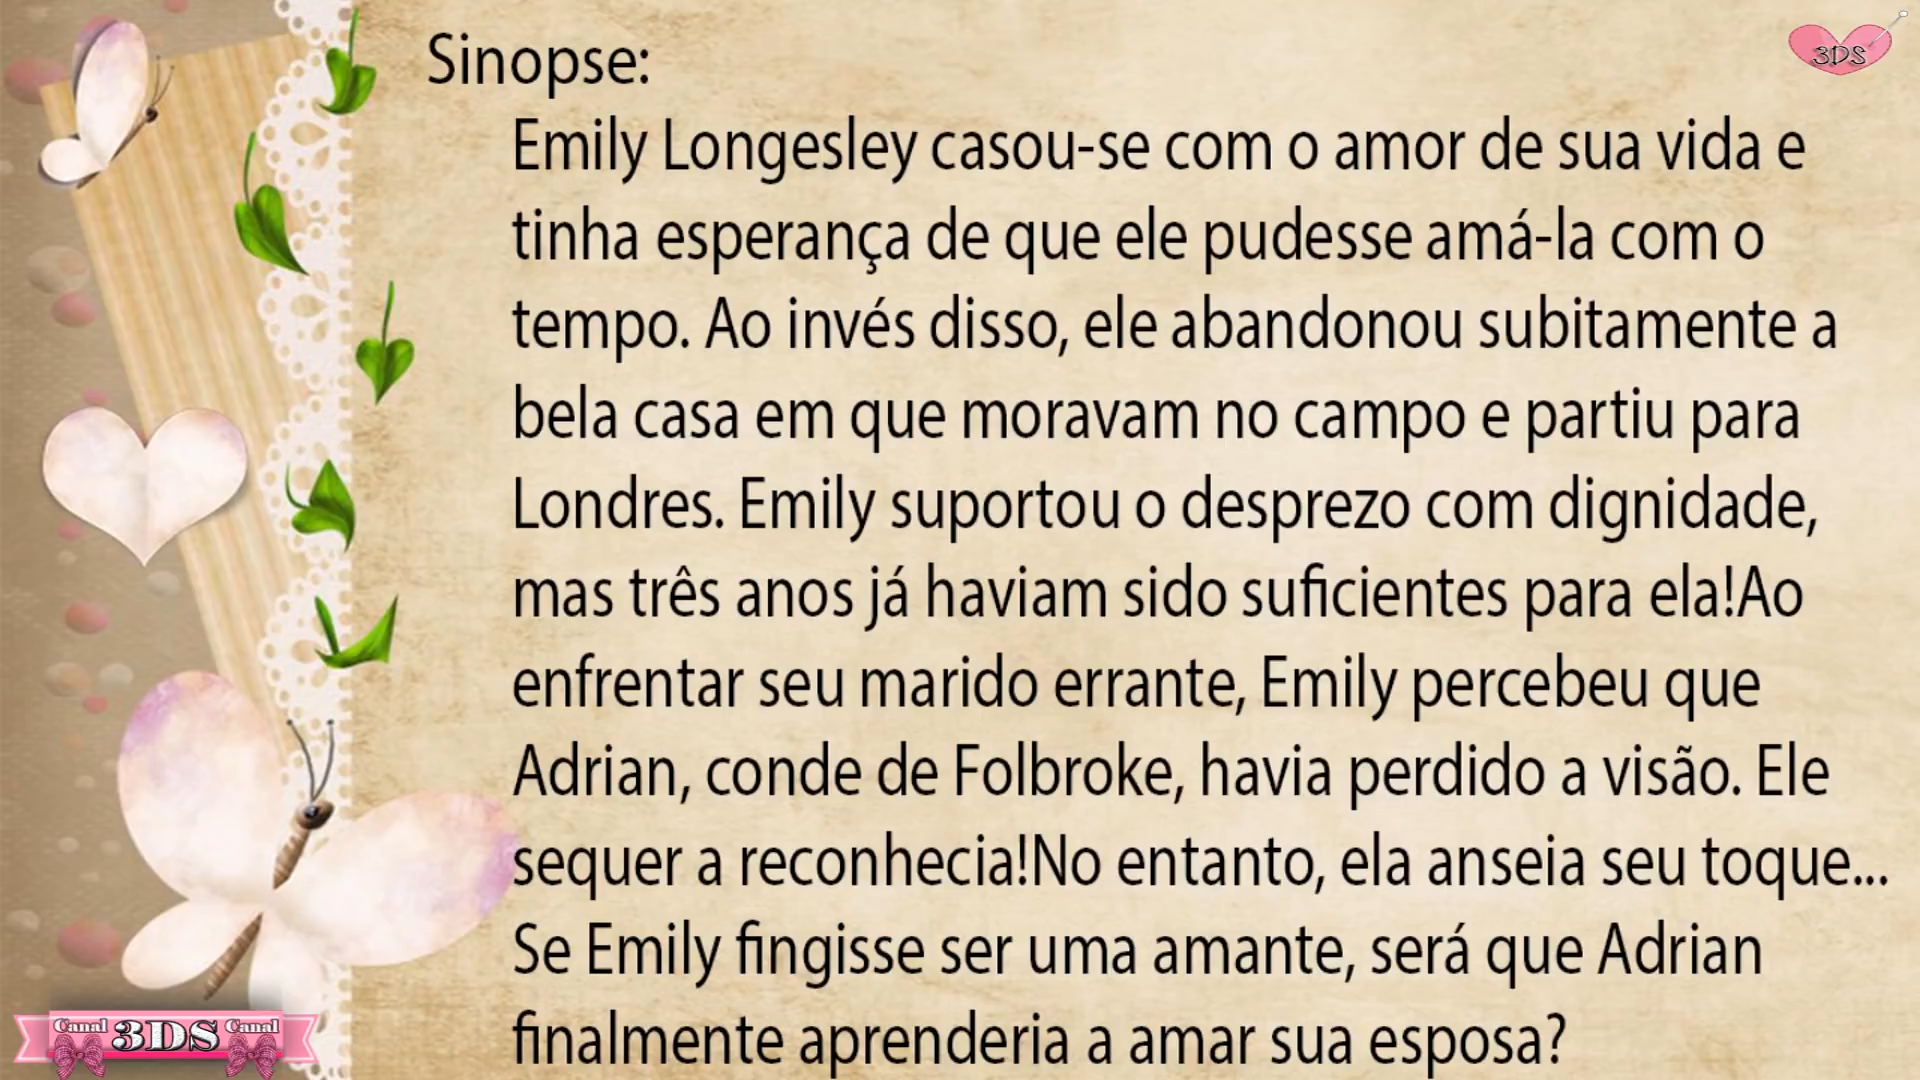 3DS
Sinopse:
Emily Longesley casou-se com o amor de sua vida e
tinha esperança de que ele pudesse amá-la com o
tempo. Ao invés disso, ele abandonou subitamente a
bela casa em que moravam no campo e partiu para
Londres. Emily suportou o desprezo com dignidade,
mas três anos já haviam sido suficientes para ela!Ao
enfrentar seu marido errante, Emily percebeu que
Adrian, conde de Folbroke, havia perdido a visão. Ele
sequer a reconhecia!No entanto, ela anseia seu toque...
Se Emily fingisse ser uma amante, será que Adrian
finalmente aprenderia a amar sua esposa?
Canal 3DS Canal